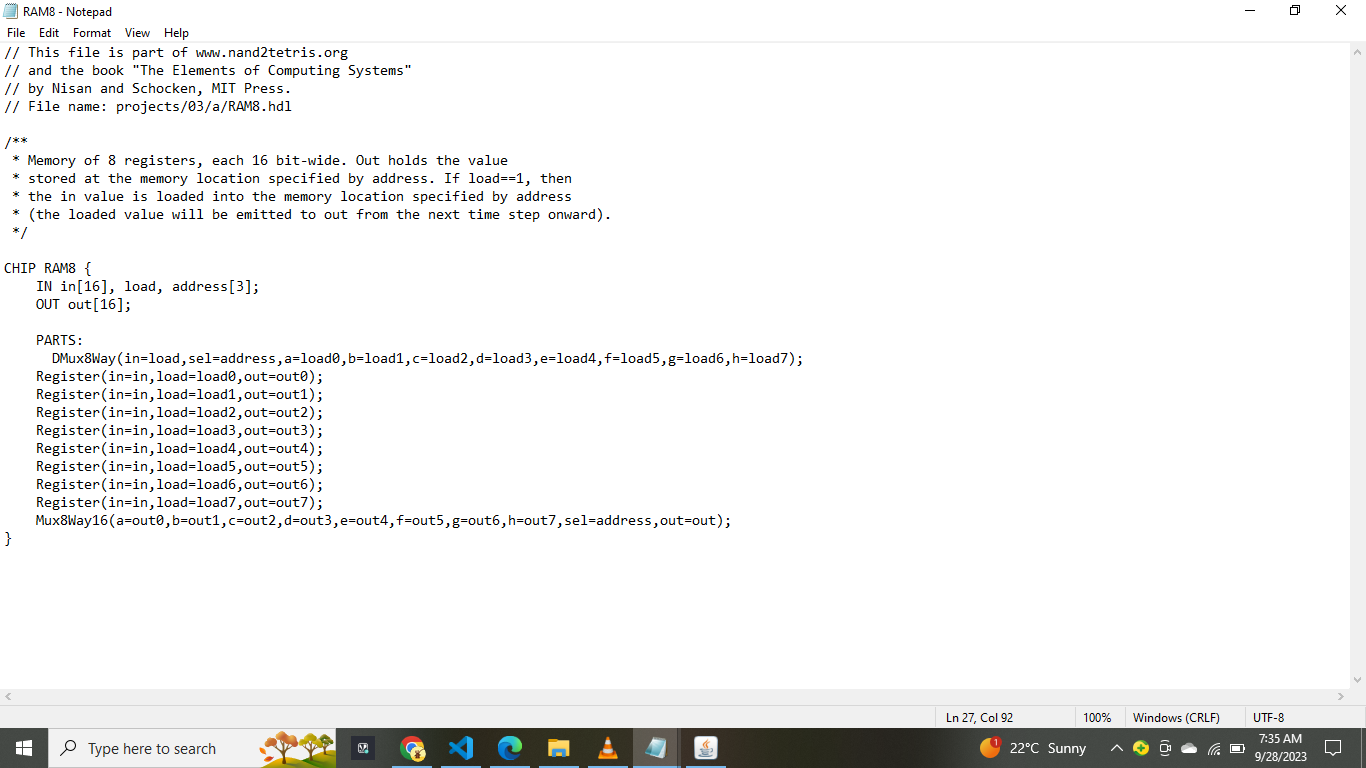 RAM8 - Notepad
File Edit Format View Help
// This file is part of www.nand2tetris.org
// and the book "The Elements of Computing Systems"
// by Nisan and Schocken, MIT Press.
// File name: projects/03/a/RAM8.hdl
/**
* Memory of 8 registers, each 16 bit-wide. Out holds the value
* stored at the memory location specified by address. If load==1, then
* the in value is loaded into the memory location specified by address
* (the loaded value will be emitted to out from the next time step onward).
*/
CHIP RAM8 {
IN in[16], load, address[3];
OUT out[16];
PARTS:
DMux8Way(in=load,sel=address,a=load0,b=load1,c=load2,d=load3,e=load4,f=load5,g=load6,h=load7);
Register(in=in,load=load0,out=out0);
Register(in=in,load=load1,out=out1);
Register(in=in,load=load2,out=out2);
Register(in=in,load=load3,out=out3);
Register(in=in,load=load4,out=out4);
Register(in=in,load=load5,out=out5);
Register(in=in,load=load6,out=out6);
Register(in=in,load=load7,out=out7);
Mux8Way16(a=out0,b=out1,c=out2,d=out3,e=out4,f=out5,g=out6,h=out7,sel=address,out=out);
}
Ln 27, Col 92 100% Windows (CRLF) UTF-8
Type here to search 1 22°C Sunny 7:35 AM
9/28/2023